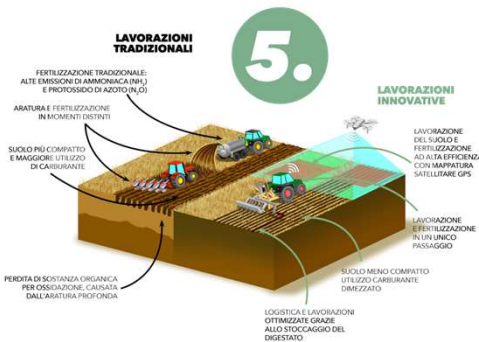 LAVORAZIONI
TRADIZIONALI
5.
FERTILIZZAZIONE TRADIZIONALE:
ALTE EMISSIONI DI AMMONIACA (NH₃)
E PROTOSSIDO DI AZOTO (N₂O)
ARATURA E FERTILIZZAZIONE
IN MOMENTI DISTINTI
SUOLO PIÙ COMPATTO
E MAGGIORE UTILIZZO
DI CARBURANTE
PERDITA DI SOSTANZA ORGANICA
PER OSSIDAZIONE, CAUSATA
DALL'ARATURA PROFONDA
LAVORAZIONI
INNOVATIVE
LAVORAZIONE
DEL SUOLO E
FERTILIZZAZIONE
AD ALTA EFFICIENZA
CON MAPPATURA
SATELLITARE GPS
LAVORAZIONE
E FERTILIZZAZIONE
IN UN UNICO
PASSAGGIO
SUOLO MENO COMPATTO
UTILIZZO CARBURANTE
DIMEZZATO
LOGISTICA E LAVORAZIONI
OTTIMIZZATE GRAZIE
ALLO STOCCAGGIO DEL
DIGESTATO